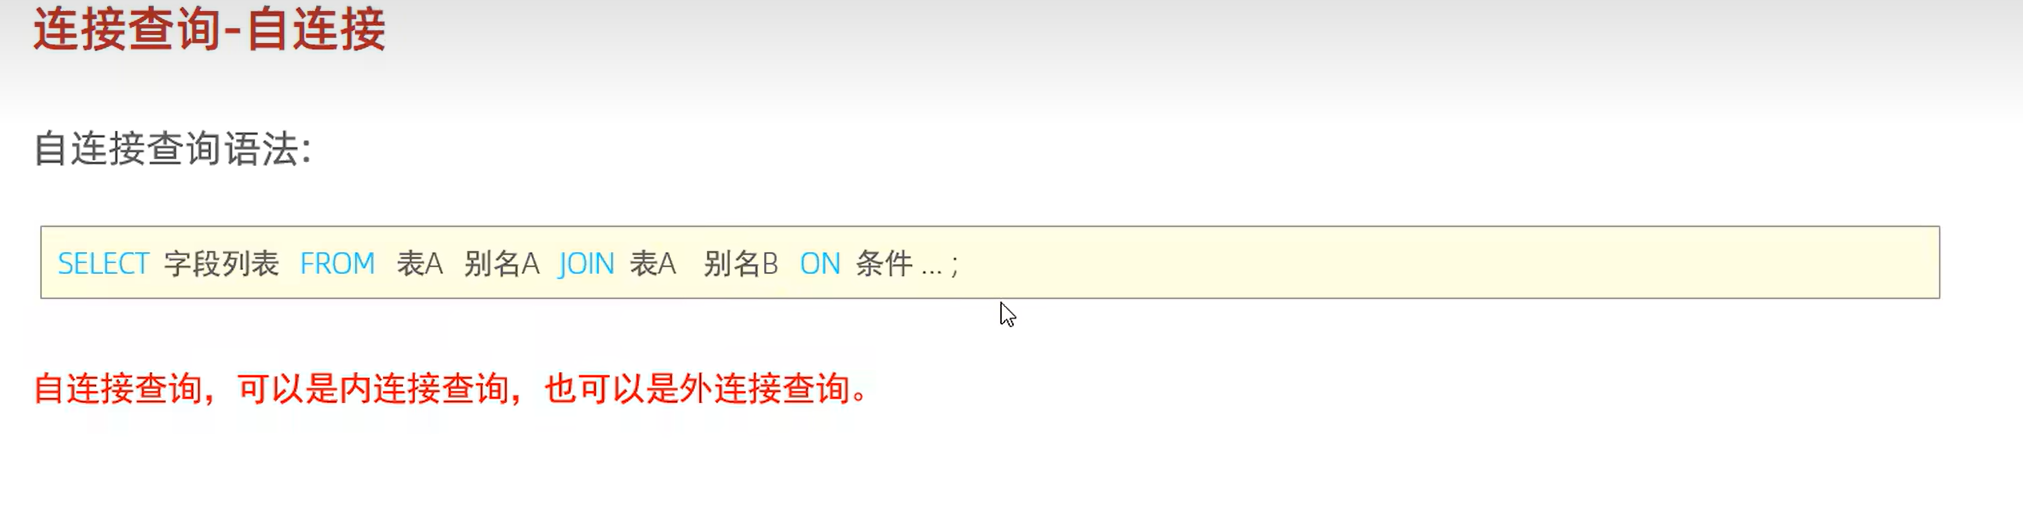 连接查询-自连接
自连接查询语法:
SELECT 字段列表 FROM 表A 别名A JOIN 表A 别名B ON 条件 ... ;
自连接查询，可以是内连接查询，也可以是外连接查询。